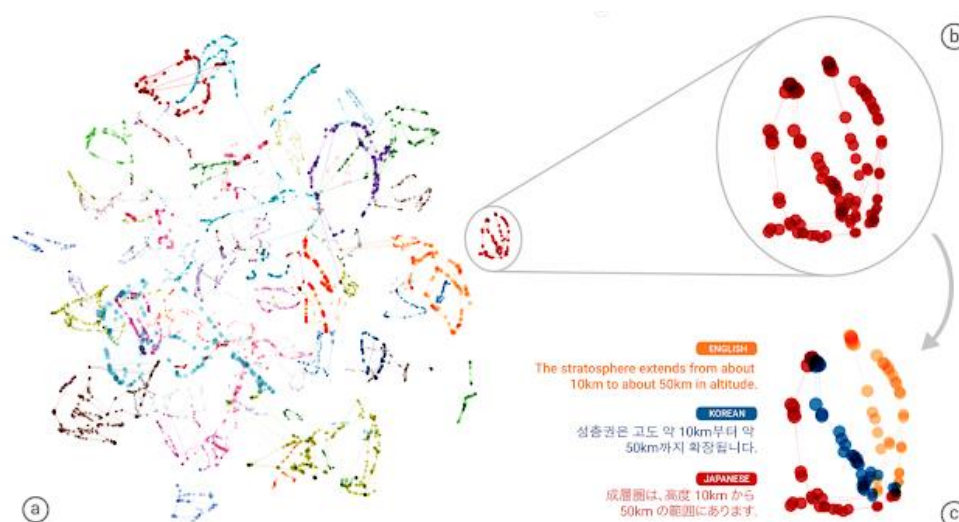 b
ENGLISH
The stratosphere extends from about
10km to about 50km in altitude.
KOREAN
성층권은 고도 약 10km부터 약
50km까지 확장됩니다.
JAPANESE
成層圏は、高度 10km から
50km の範囲にあります。
a
c